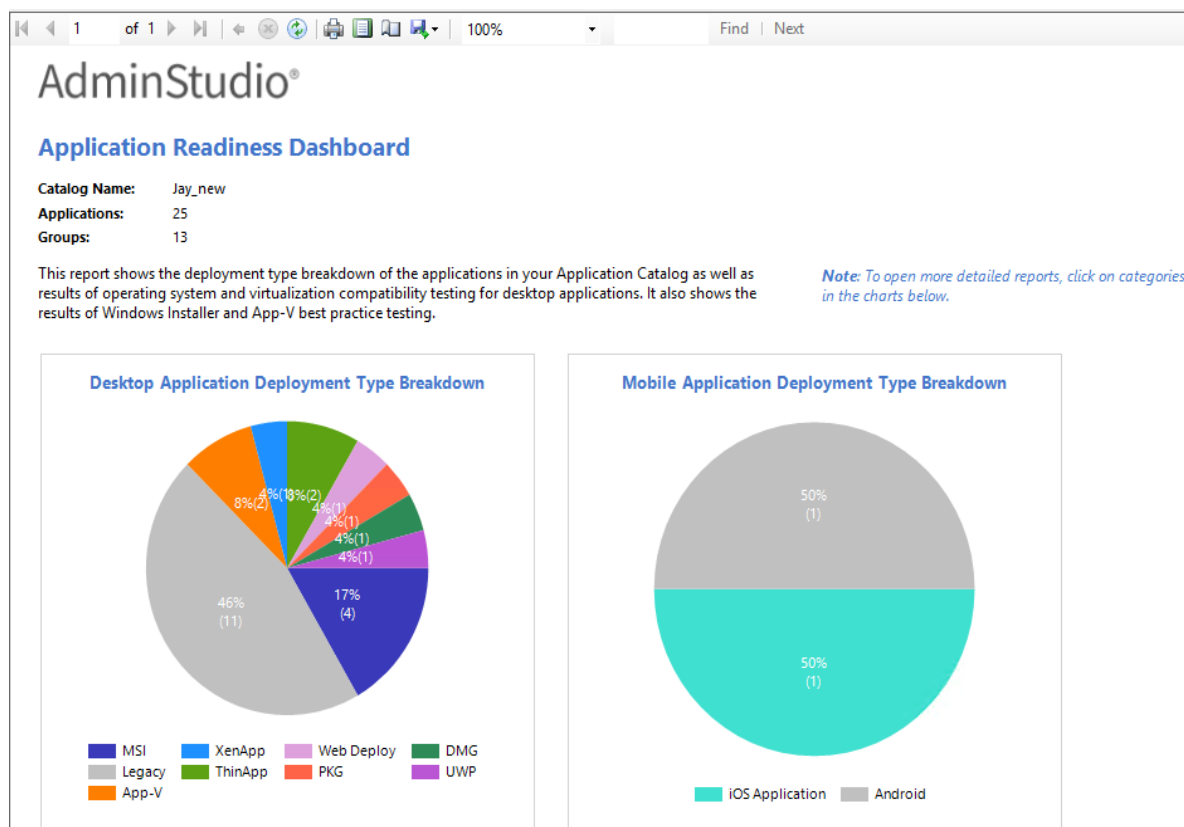 1 of 1 100% Find | Next
AdminStudio®
Application Readiness Dashboard
Catalog Name: Jay_new
Applications: 25
Groups: 13
This report shows the deployment type breakdown of the applications in your Application Catalog as well as
results of operating system and virtualization compatibility testing for desktop applications. It also shows the
results of Windows Installer and App-V best practice testing.
Note: To open more detailed reports, click on categories
in the charts below.
Desktop Application Deployment Type Breakdown
4%(1)
8%(2)
8%(2)
4%(1)
4%(1)
4%(1)
4%(1)
17%
(4)
46%
(11)
MSI XenApp Web Deploy DMG
Legacy ThinApp PKG UWP
App-V
Mobile Application Deployment Type Breakdown
50%
(1)
50%
(1)
iOS Application Android